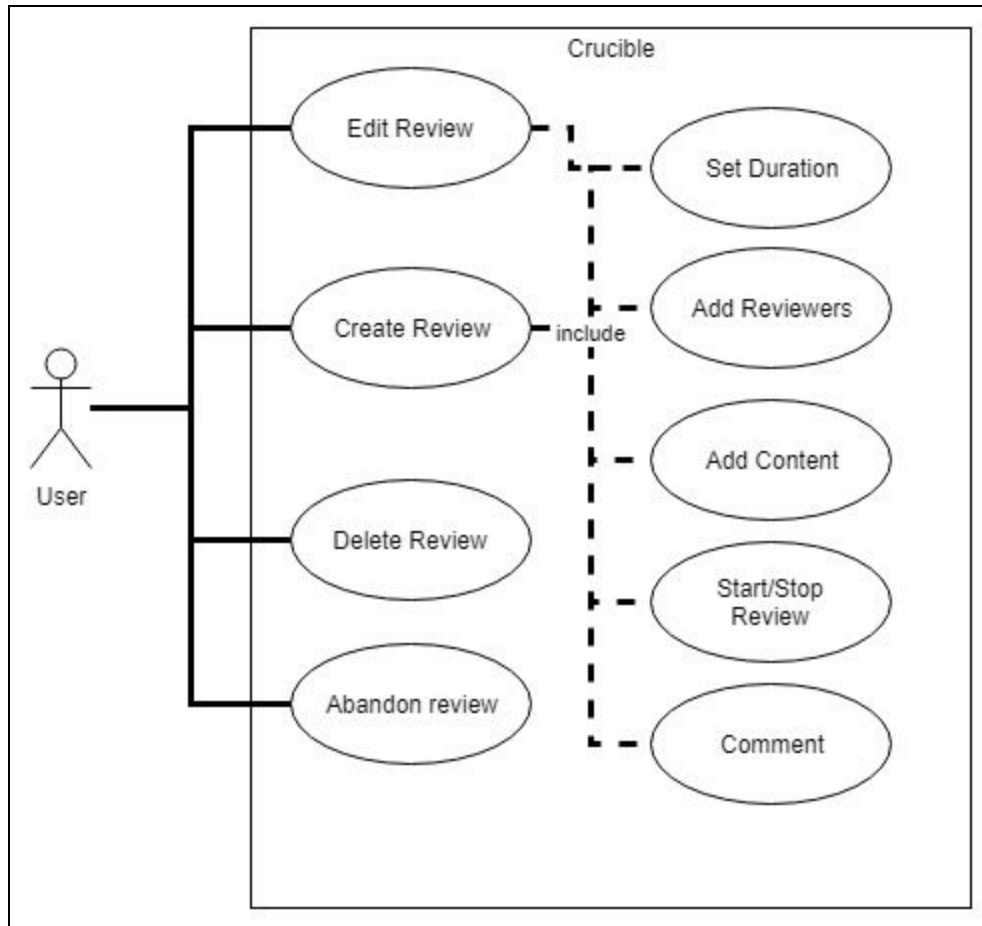 Crucible
Edit Review
Set Duration
Create Review
include
Add Reviewers
Add Content
User
Delete Review
Start/Stop
Review
Abandon review
Comment